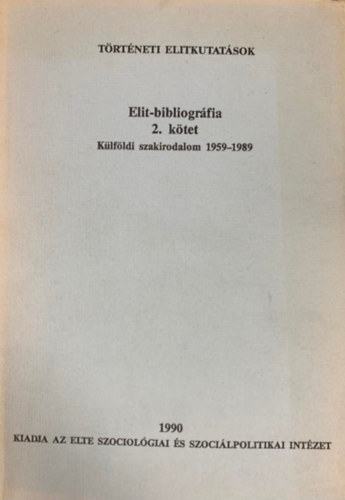 TÖRTÉNETI ELITKUTATÁSOK
Elit-bibliográfia
2. kötet
Külföldi szakirodalom 1959-1989
1990
KIADJA AZ ELTE SZOCIOLÓGIAI ÉS SZOCIÁLPOLITIKAI INTÉZET